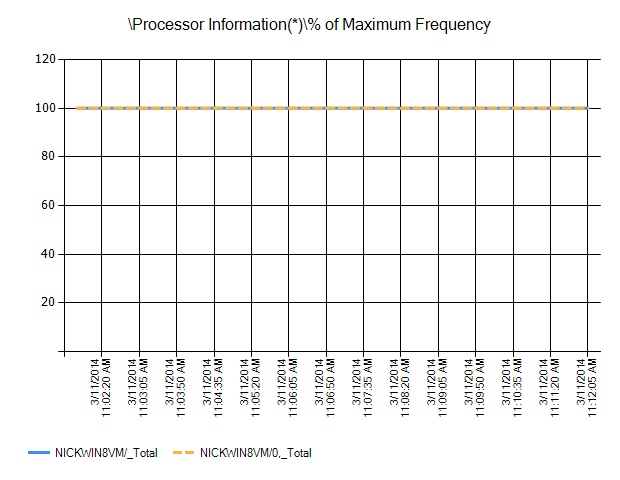 \Processor Information(*)\% of Maximum Frequency
120
100
80
60
40
20
3/11/2014
11:02:20 AM
3/11/2014
11:03:05 AM
3/11/2014
11:03:50 AM
3/11/2014
11:04:35 AM
3/11/2014
11:05:20 AM
3/11/2014
11:06:05 AM
3/11/2014
11:06:50 AM
3/11/2014
11:07:35 AM
3/11/2014
11:08:20 AM
3/11/2014
11:09:05 AM
3/11/2014
11:09:50 AM
3/11/2014
11:10:35 AM
3/11/2014
11:11:20 AM
3/11/2014
11:12:05 AM
NICKWIN8VM/_Total
NICKWIN8VM/0,_Total